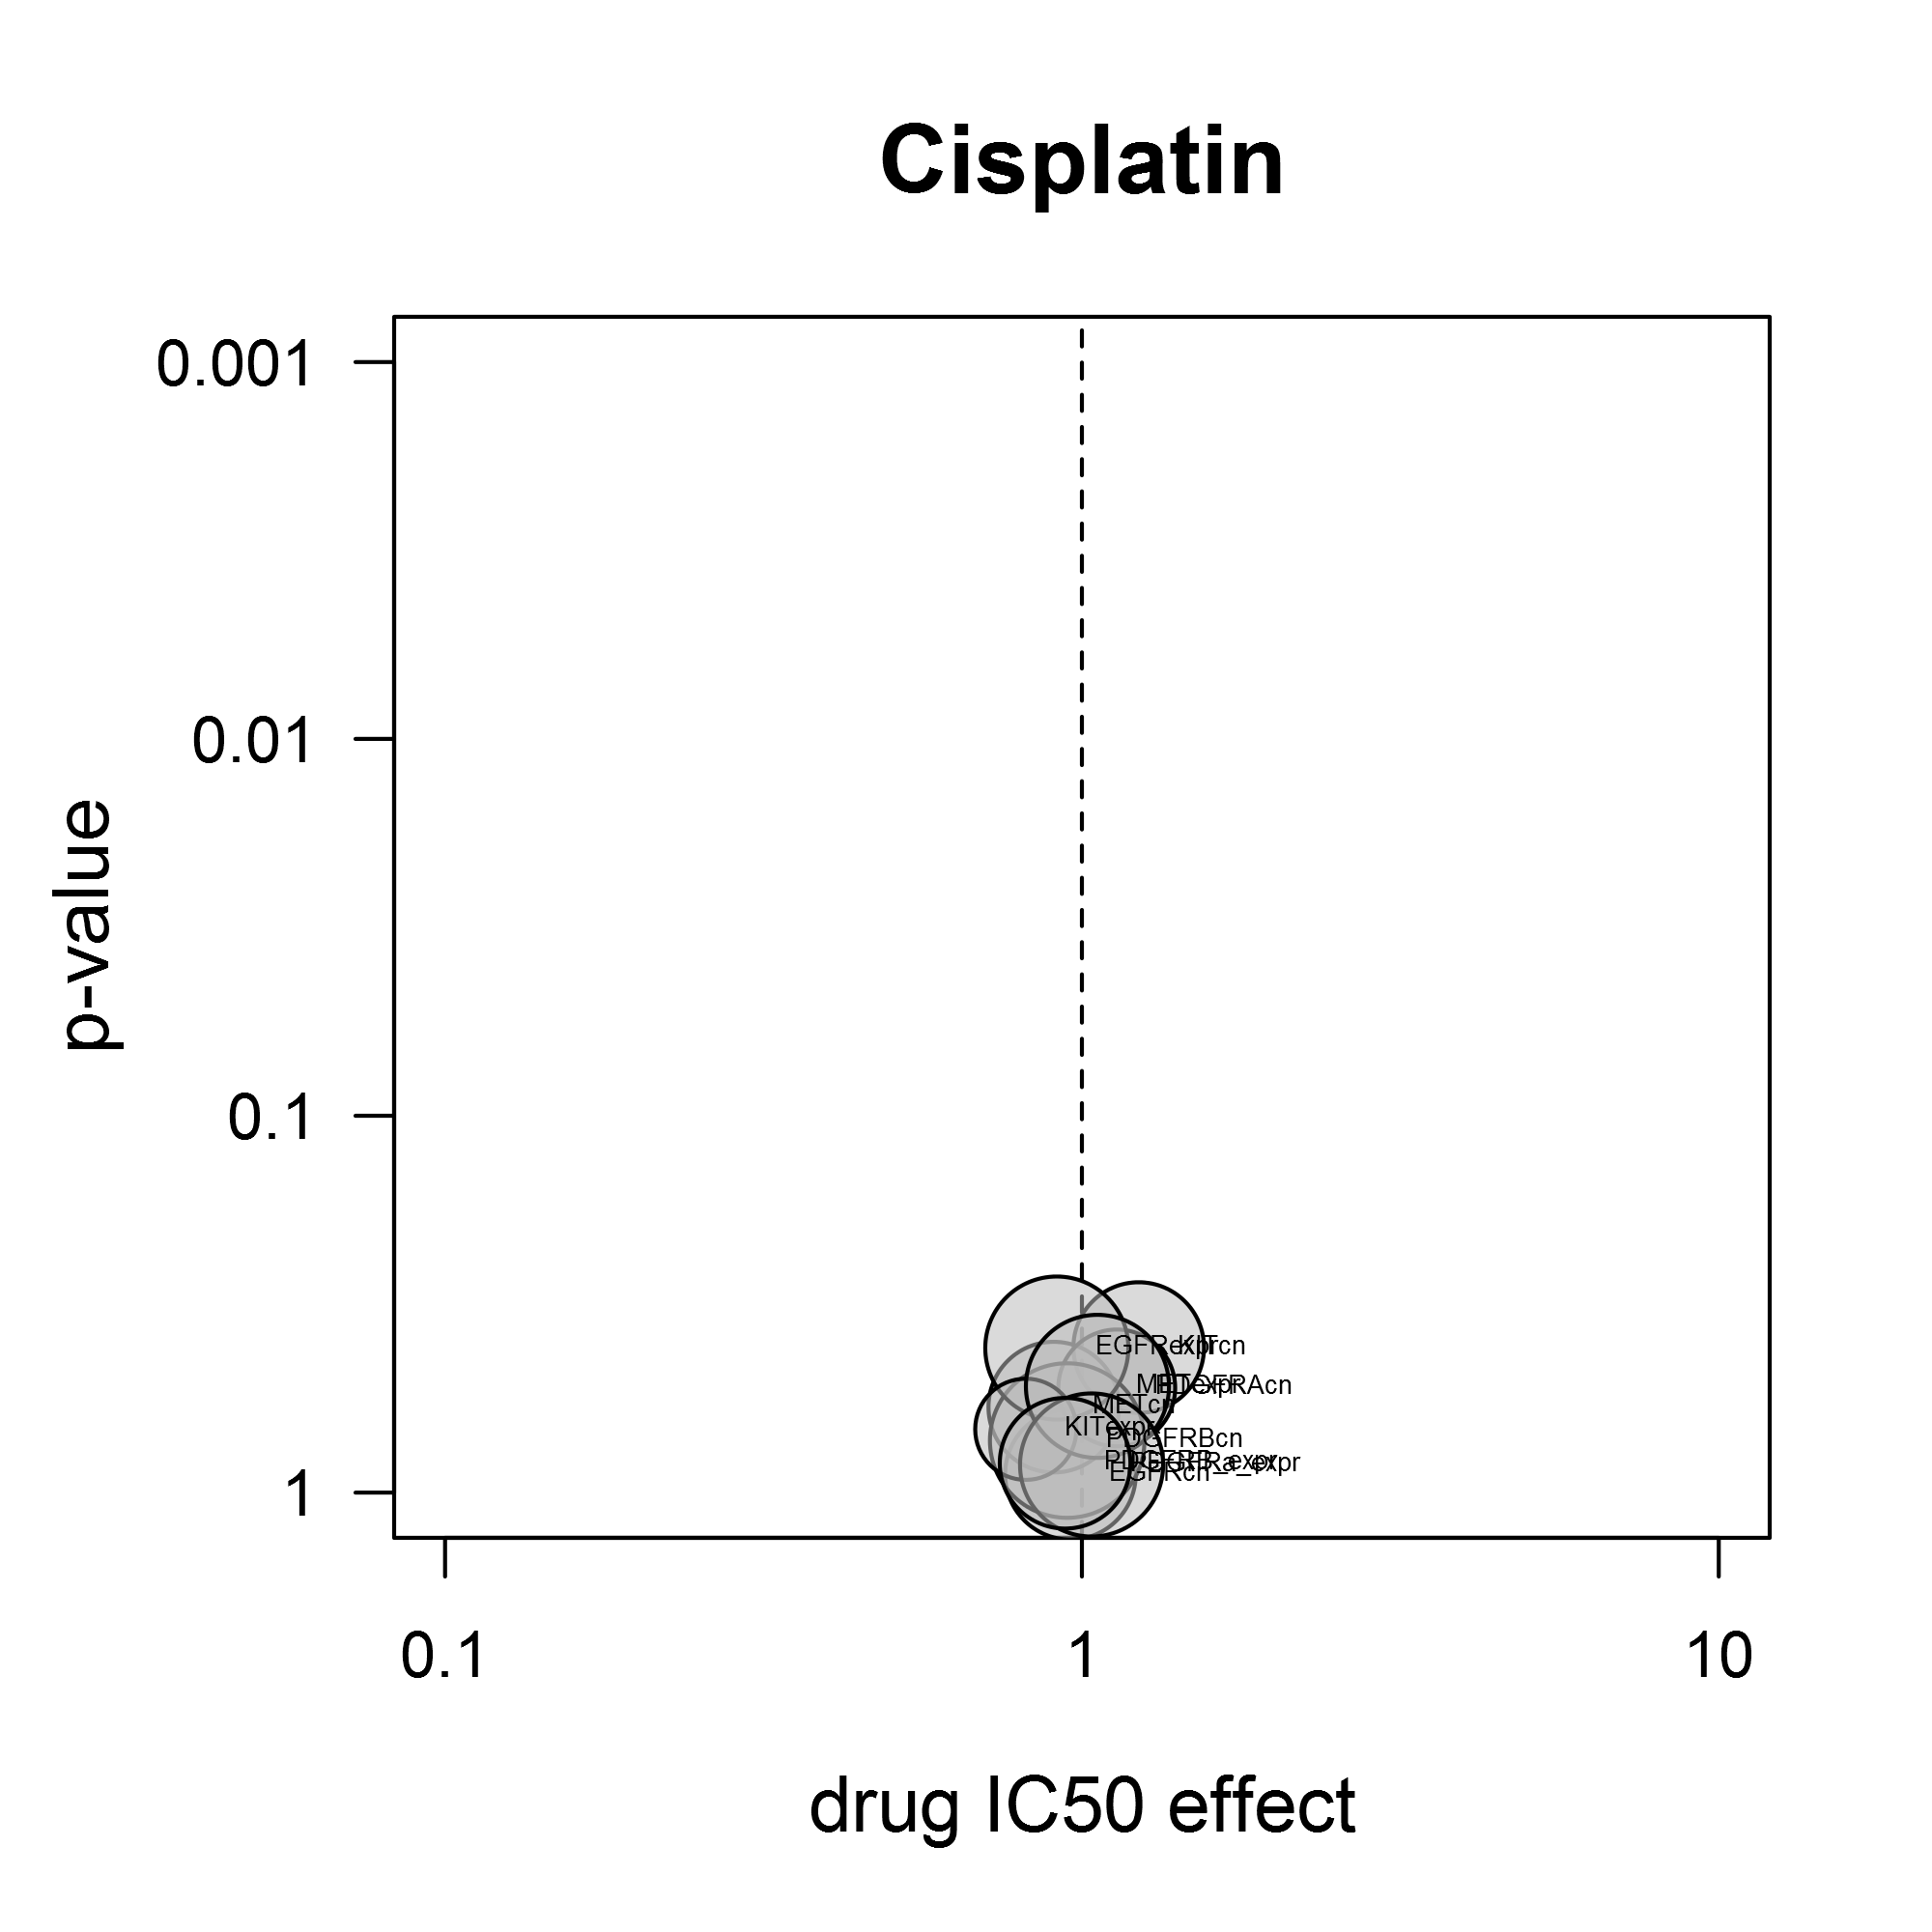 Cisplatin
0.001
0.01
0.1
1
p-value
EGFRexpr
KITcn
METexpr
PDGFRAcn
METcn
KITexpr
PDGFRBcn
PDGFRB_expr
PDGFRa_expr
EGFRcn
0.1 1 10
drug IC50 effect